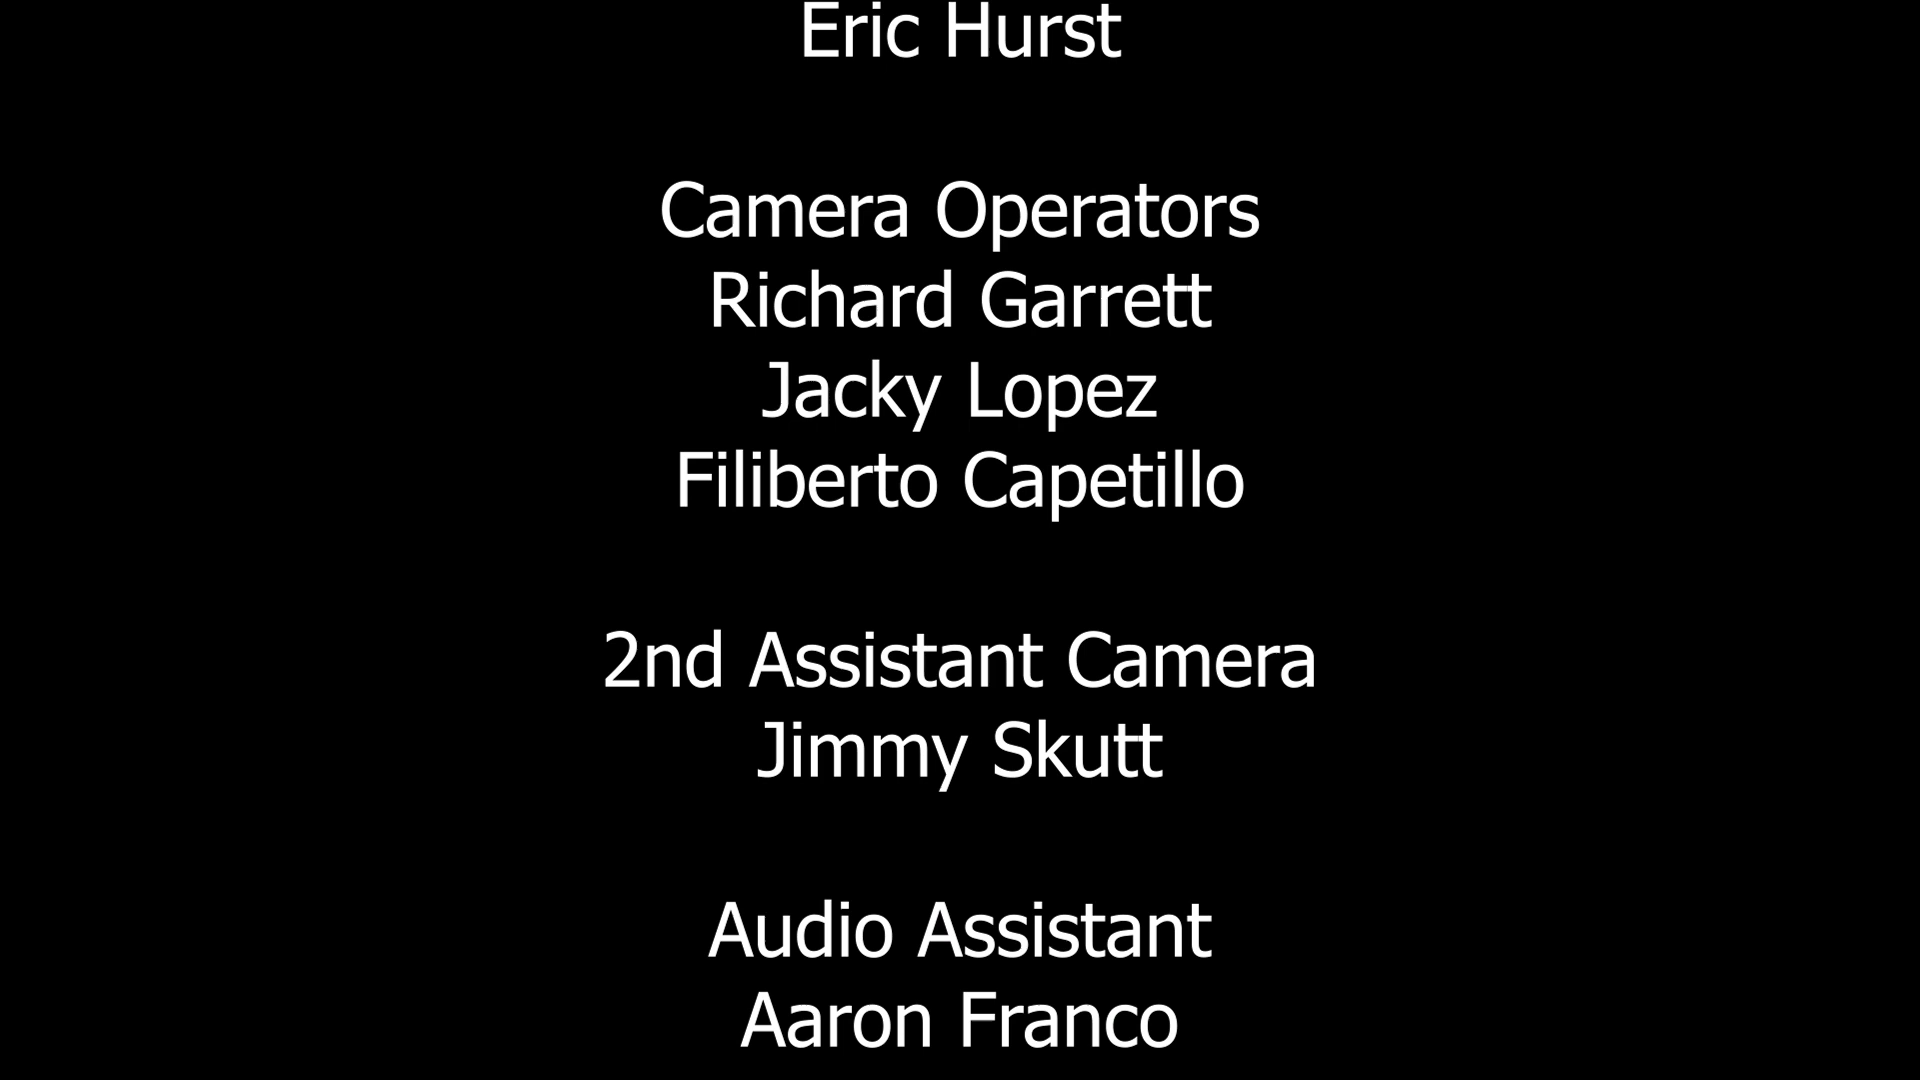 Eric Hurst
Camera Operators
Richard Garrett
Jacky Lopez
Filiberto Capetillo
2nd Assistant Camera
Jimmy Skutt
Audio Assistant
Aaron Franco